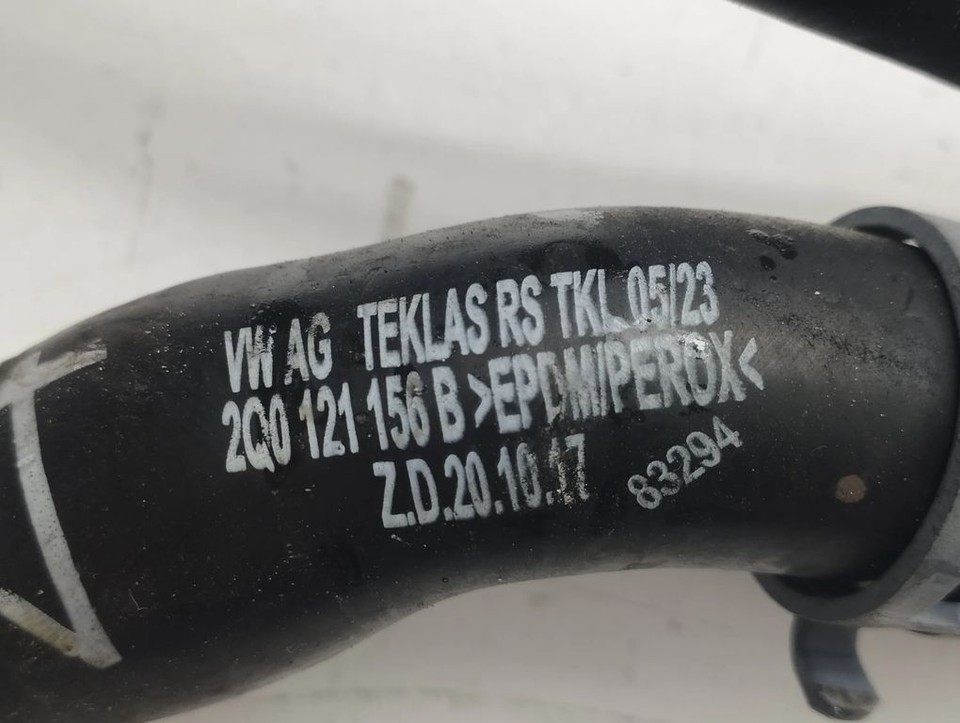 VW AG TEKLAS RS TKL 05/23
2Q0 121 156 B >EPDM/PEROX<
Z.D.20.10.17
83294